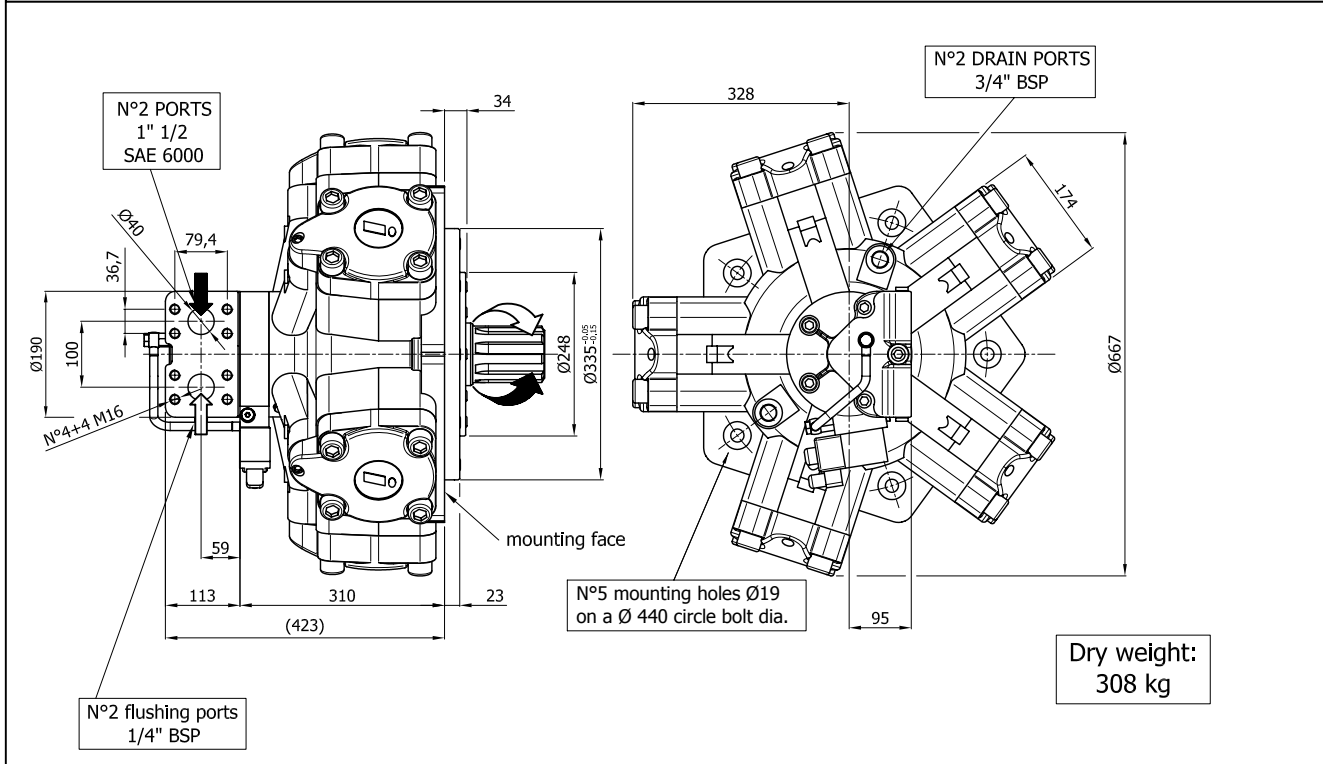 N°2 PORTS
1" 1/2
SAE 6000
34
Ø40
79,4
36,7
Ø190
100
N°4+4 M16
59
113
310
23
(423)
Ø248
Ø335 -0,05 -0,15
mounting face
N°2 flushing ports
1/4" BSP
N°2 DRAIN PORTS
3/4" BSP
328
174
Ø667
95
N°5 mounting holes Ø19
on a Ø 440 circle bolt dia.
Dry weight:
308 kg